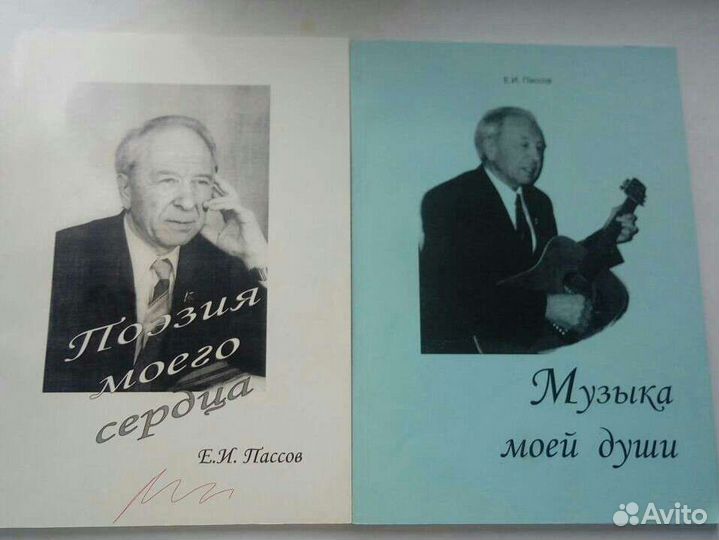 Поэзия
моего
сердца
Е.И. Пассов
Е.И. Пассов
Музыка
моей души
Avito